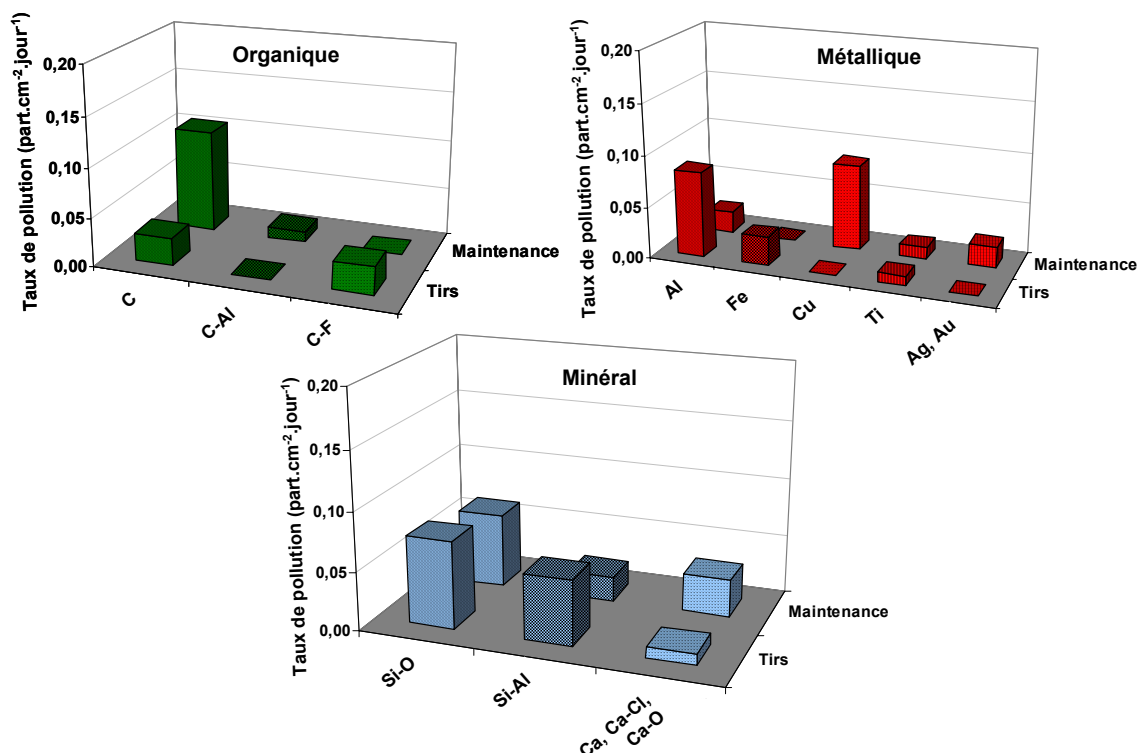 Organique
Taux de pollution (part.cm⁻².jour⁻¹)
0,20
0,15
0,10
0,05
0,00
C
C-Al
C-F
Maintenance
Tirs
Métallique
Taux de pollution (part.cm⁻².jour⁻¹)
0,20
0,15
0,10
0,05
0,00
Al
Fe
Cu
Ti
Ag, Au
Maintenance
Tirs
Minéral
Taux de pollution (part.cm⁻².jour⁻¹)
0,20
0,15
0,10
0,05
0,00
Si-O
Si-Al
Ca, Ca-Cl,
Ca-O
Maintenance
Tirs